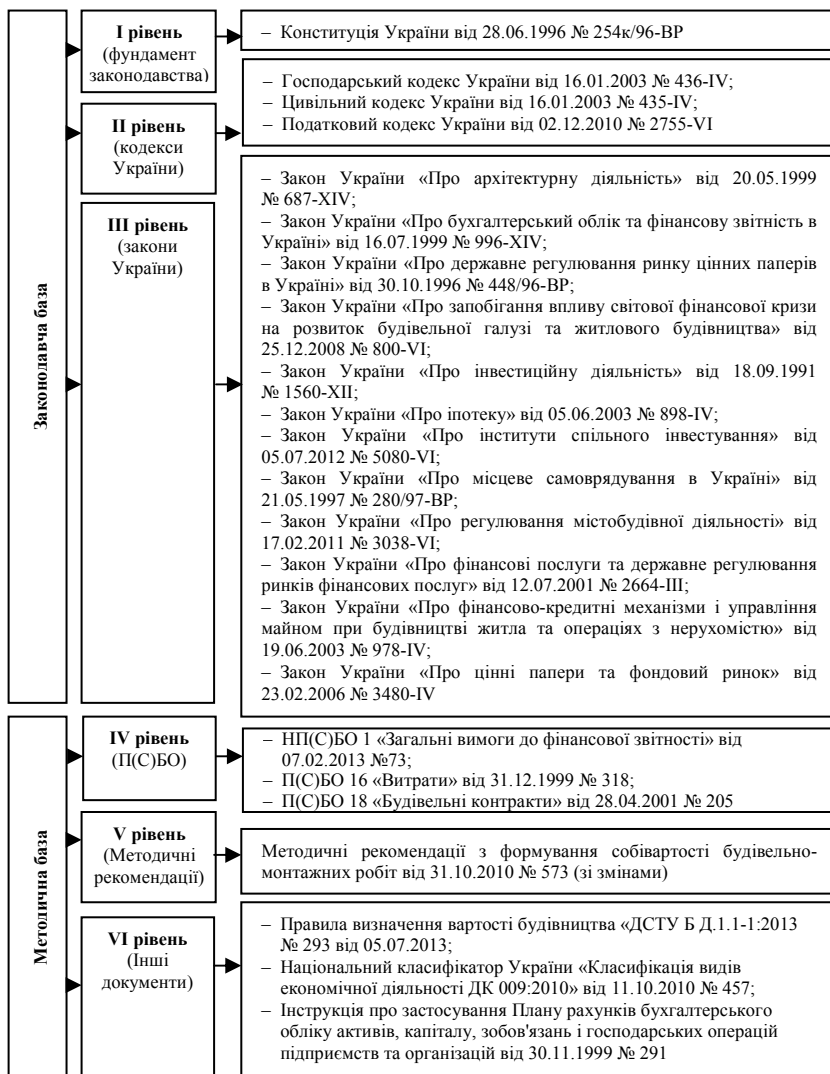 Законодавча база
І рівень
(фундамент
законодавства)
– Конституція України від 28.06.1996 № 254к/96-ВР
ІІ рівень
(кодекси
України)
– Господарський кодекс України від 16.01.2003 № 436-IV;
– Цивільний кодекс України від 16.01.2003 № 435-IV;
– Податковий кодекс України від 02.12.2010 № 2755-VI
ІІІ рівень
(закони
України)
– Закон України «Про архітектурну діяльність» від 20.05.1999
№ 687-XIV;
– Закон України «Про бухгалтерський облік та фінансову звітність в
Україні» від 16.07.1999 № 996-XIV;
– Закон України «Про державне регулювання ринку цінних паперів
в Україні» від 30.10.1996 № 448/96-ВР;
– Закон України «Про запобігання впливу світової фінансової кризи
на розвиток будівельної галузі та житлового будівництва» від
25.12.2008 № 800-VI;
– Закон України «Про інвестиційну діяльність» від 18.09.1991
№ 1560-XII;
– Закон України «Про іпотеку» від 05.06.2003 № 898-IV;
– Закон України «Про інститути спільного інвестування» від
05.07.2012 № 5080-VI;
– Закон України «Про місцеве самоврядування в Україні» від
21.05.1997 № 280/97-ВР;
– Закон України «Про регулювання містобудівної діяльності» від
17.02.2011 № 3038-VI;
– Закон України «Про фінансові послуги та державне регулювання
ринків фінансових послуг» від 12.07.2001 № 2664-III;
– Закон України «Про фінансово-кредитні механізми і управління
майном при будівництві житла та операціях з нерухомістю» від
19.06.2003 № 978-IV;
– Закон України «Про цінні папери та фондовий ринок» від
23.02.2006 № 3480-IV
Методична база
IV рівень
(П(С)БО)
– НП(С)БО 1 «Загальні вимоги до фінансової звітності» від
07.02.2013 №73;
– П(С)БО 16 «Витрати» від 31.12.1999 № 318;
– П(С)БО 18 «Будівельні контракти» від 28.04.2001 № 205
V рівень
(Методичні
рекомендації)
Методичні рекомендації з формування собівартості будівельно-
монтажних робіт від 31.10.2010 № 573 (зі змінами)
VI рівень
(Інші
документи)
– Правила визначення вартості будівництва «ДСТУ Б Д.1.1-1:2013
№ 293 від 05.07.2013;
– Національний класифікатор України «Класифікація видів
економічної діяльності ДК 009:2010» від 11.10.2010 № 457;
– Інструкція про застосування Плану рахунків бухгалтерського
обліку активів, капіталу, зобов'язань і господарських операцій
підприємств та організацій від 30.11.1999 № 291